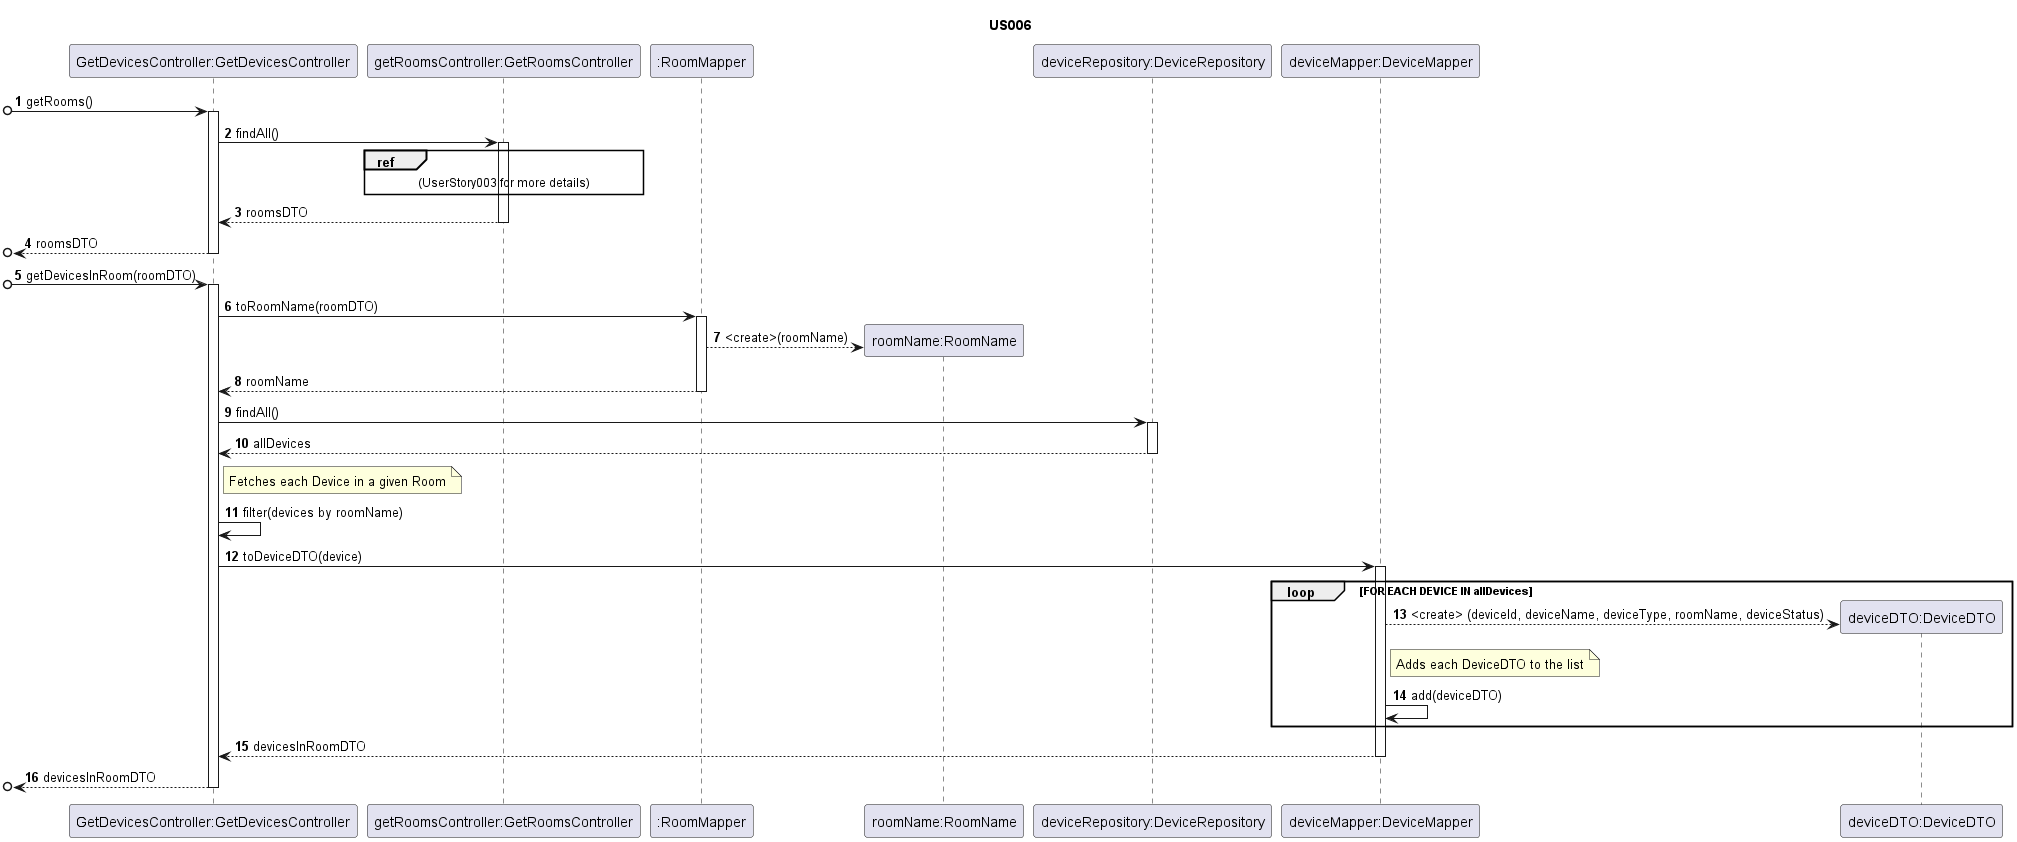 US006
GetDevicesController:GetDevicesController
getRoomsController:GetRoomsController
:RoomMapper
deviceRepository:DeviceRepository
deviceMapper:DeviceMapper
1 getRooms()
2 findAll()
ref
(UserStory003 for more details)
3 roomsDTO
4 roomsDTO
5 getDevicesInRoom(roomDTO)
6 toRoomName(roomDTO)
7 <create>(roomName)
roomName:RoomName
8 roomName
9 findAll()
10 allDevices
Fetches each Device in a given Room
11 filter(devices by roomName)
12 toDeviceDTO(device)
loop [FOR EACH DEVICE IN allDevices]
13 <create> (deviceId, deviceName, deviceType, roomName, deviceStatus)
deviceDTO:DeviceDTO
Adds each DeviceDTO to the list
14 add(deviceDTO)
15 devicesInRoomDTO
16 devicesInRoomDTO
GetDevicesController:GetDevicesController
getRoomsController:GetRoomsController
:RoomMapper
roomName:RoomName
deviceRepository:DeviceRepository
deviceMapper:DeviceMapper
deviceDTO:DeviceDTO